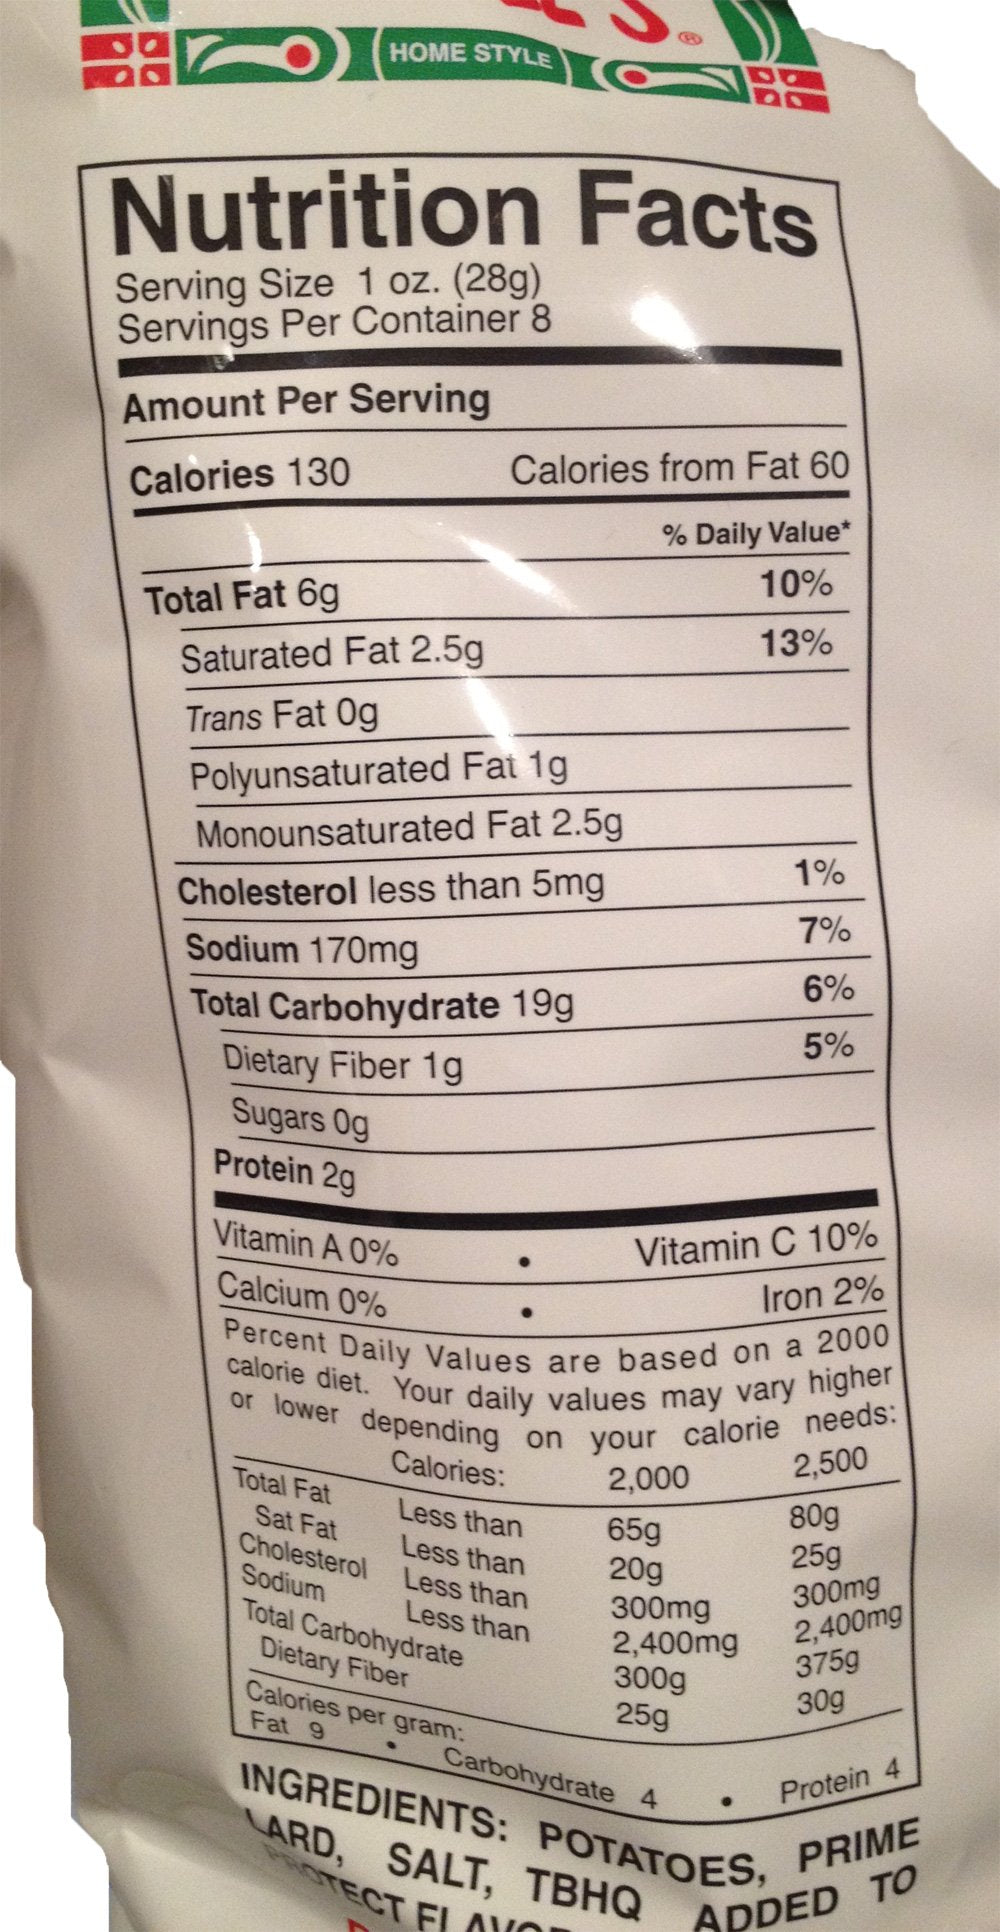 HOME STYLE
Nutrition Facts
Serving Size 1 oz. (28g)
Servings Per Container 8
Amount Per Serving
Calories 130 Calories from Fat 60
% Daily Value*
Total Fat 6g 10%
Saturated Fat 2.5g 13%
Trans Fat 0g
Polyunsaturated Fat 1g
Monounsaturated Fat 2.5g
Cholesterol less than 5mg 1%
Sodium 170mg 7%
Total Carbohydrate 19g 6%
Dietary Fiber 1g 5%
Sugars 0g
Protein 2g
Vitamin A 0% • Vitamin C 10%
Calcium 0% • Iron 2%
Percent Daily Values are based on a 2000
calorie diet. Your daily values may vary higher
or lower depending on your calorie needs:
Calories: 2,000 2,500
Total Fat Less than 65g 80g
Sat Fat Less than 20g 25g
Cholesterol Less than 300mg 300mg
Sodium Less than 2,400mg 2,400mg
Total Carbohydrate 300g 375g
Dietary Fiber 25g 30g
Calories per gram:
Fat 9 • Carbohydrate 4 • Protein 4
INGREDIENTS: POTATOES, PRIME
LARD, SALT, TBHQ ADDED TO
PROTECT FLAVOR